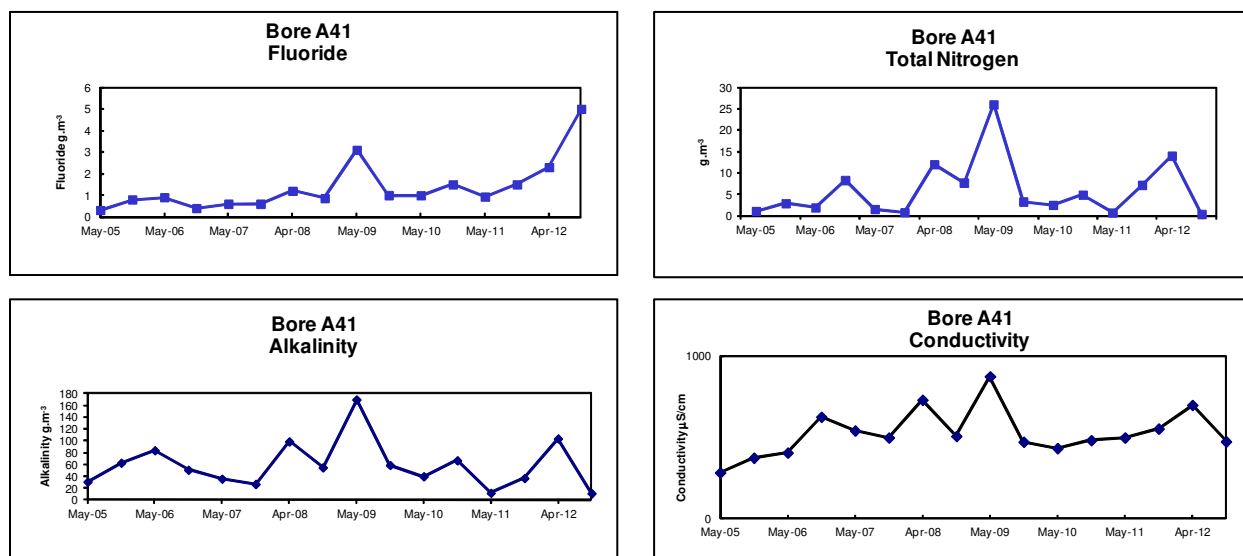 Bore A41
Fluoride
Fluoride g.m-3
6
5
4
3
2
1
0
May-05
May-06
May-07
Apr-08
May-09
May-10
May-11
Apr-12
Bore A41
Total Nitrogen
g.m-3
30
25
20
15
10
5
0
May-05
May-06
May-07
Apr-08
May-09
May-10
May-11
Apr-12
Bore A41
Alkalinity
Alkalinity g.m-3
180
160
140
120
100
80
60
40
20
0
May-05
May-06
May-07
Apr-08
May-09
May-10
May-11
Apr-12
Bore A41
Conductivity
Conductivity µS/cm
1000
0
May-05
May-06
May-07
Apr-08
May-09
May-10
May-11
Apr-12